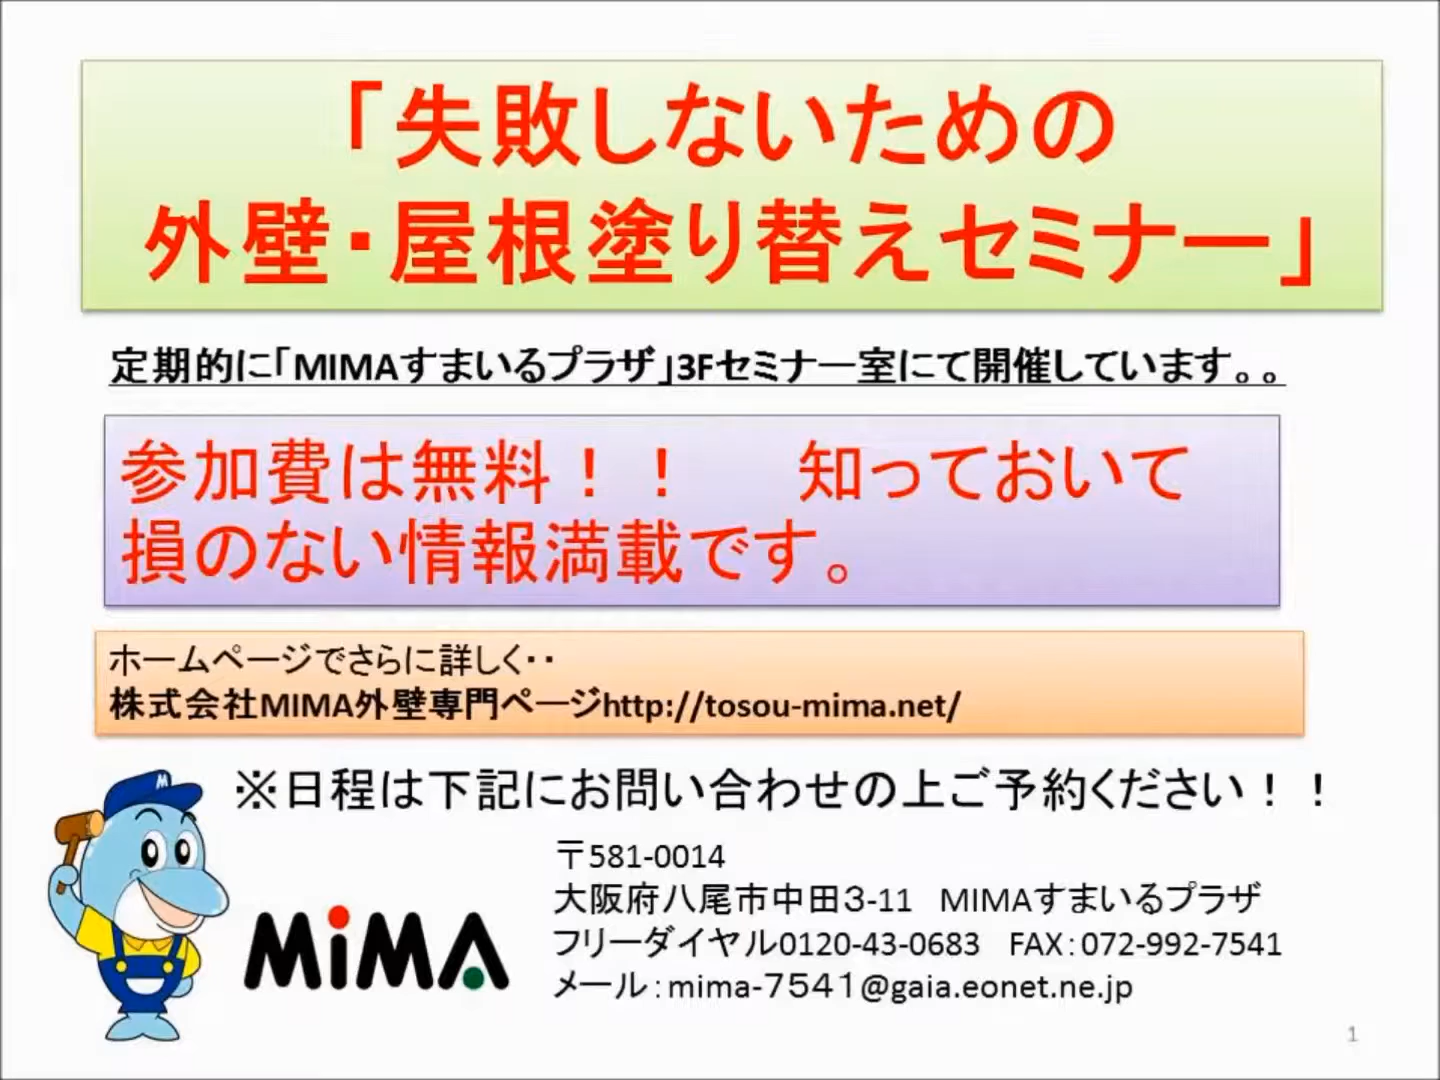 「失敗しないための
外壁・屋根塗り替えセミナー」
定期的に「MIMAすまいるプラザ」3Fセミナー室にて開催しています。。
参加費は無料！！　知っておいて
損のない情報満載です。
ホームページでさらに詳しく・・
株式会社MIMA外壁専門ページhttp://tosou-mima.net/
M
※日程は下記にお問い合わせの上ご予約ください！！
MiMA
〒581-0014
大阪府八尾市中田３-11　MIMAすまいるプラザ
フリーダイヤル0120-43-0683　FAX：072-992-7541
メール：mima-７５４１@gaia.eonet.ne.jp
1